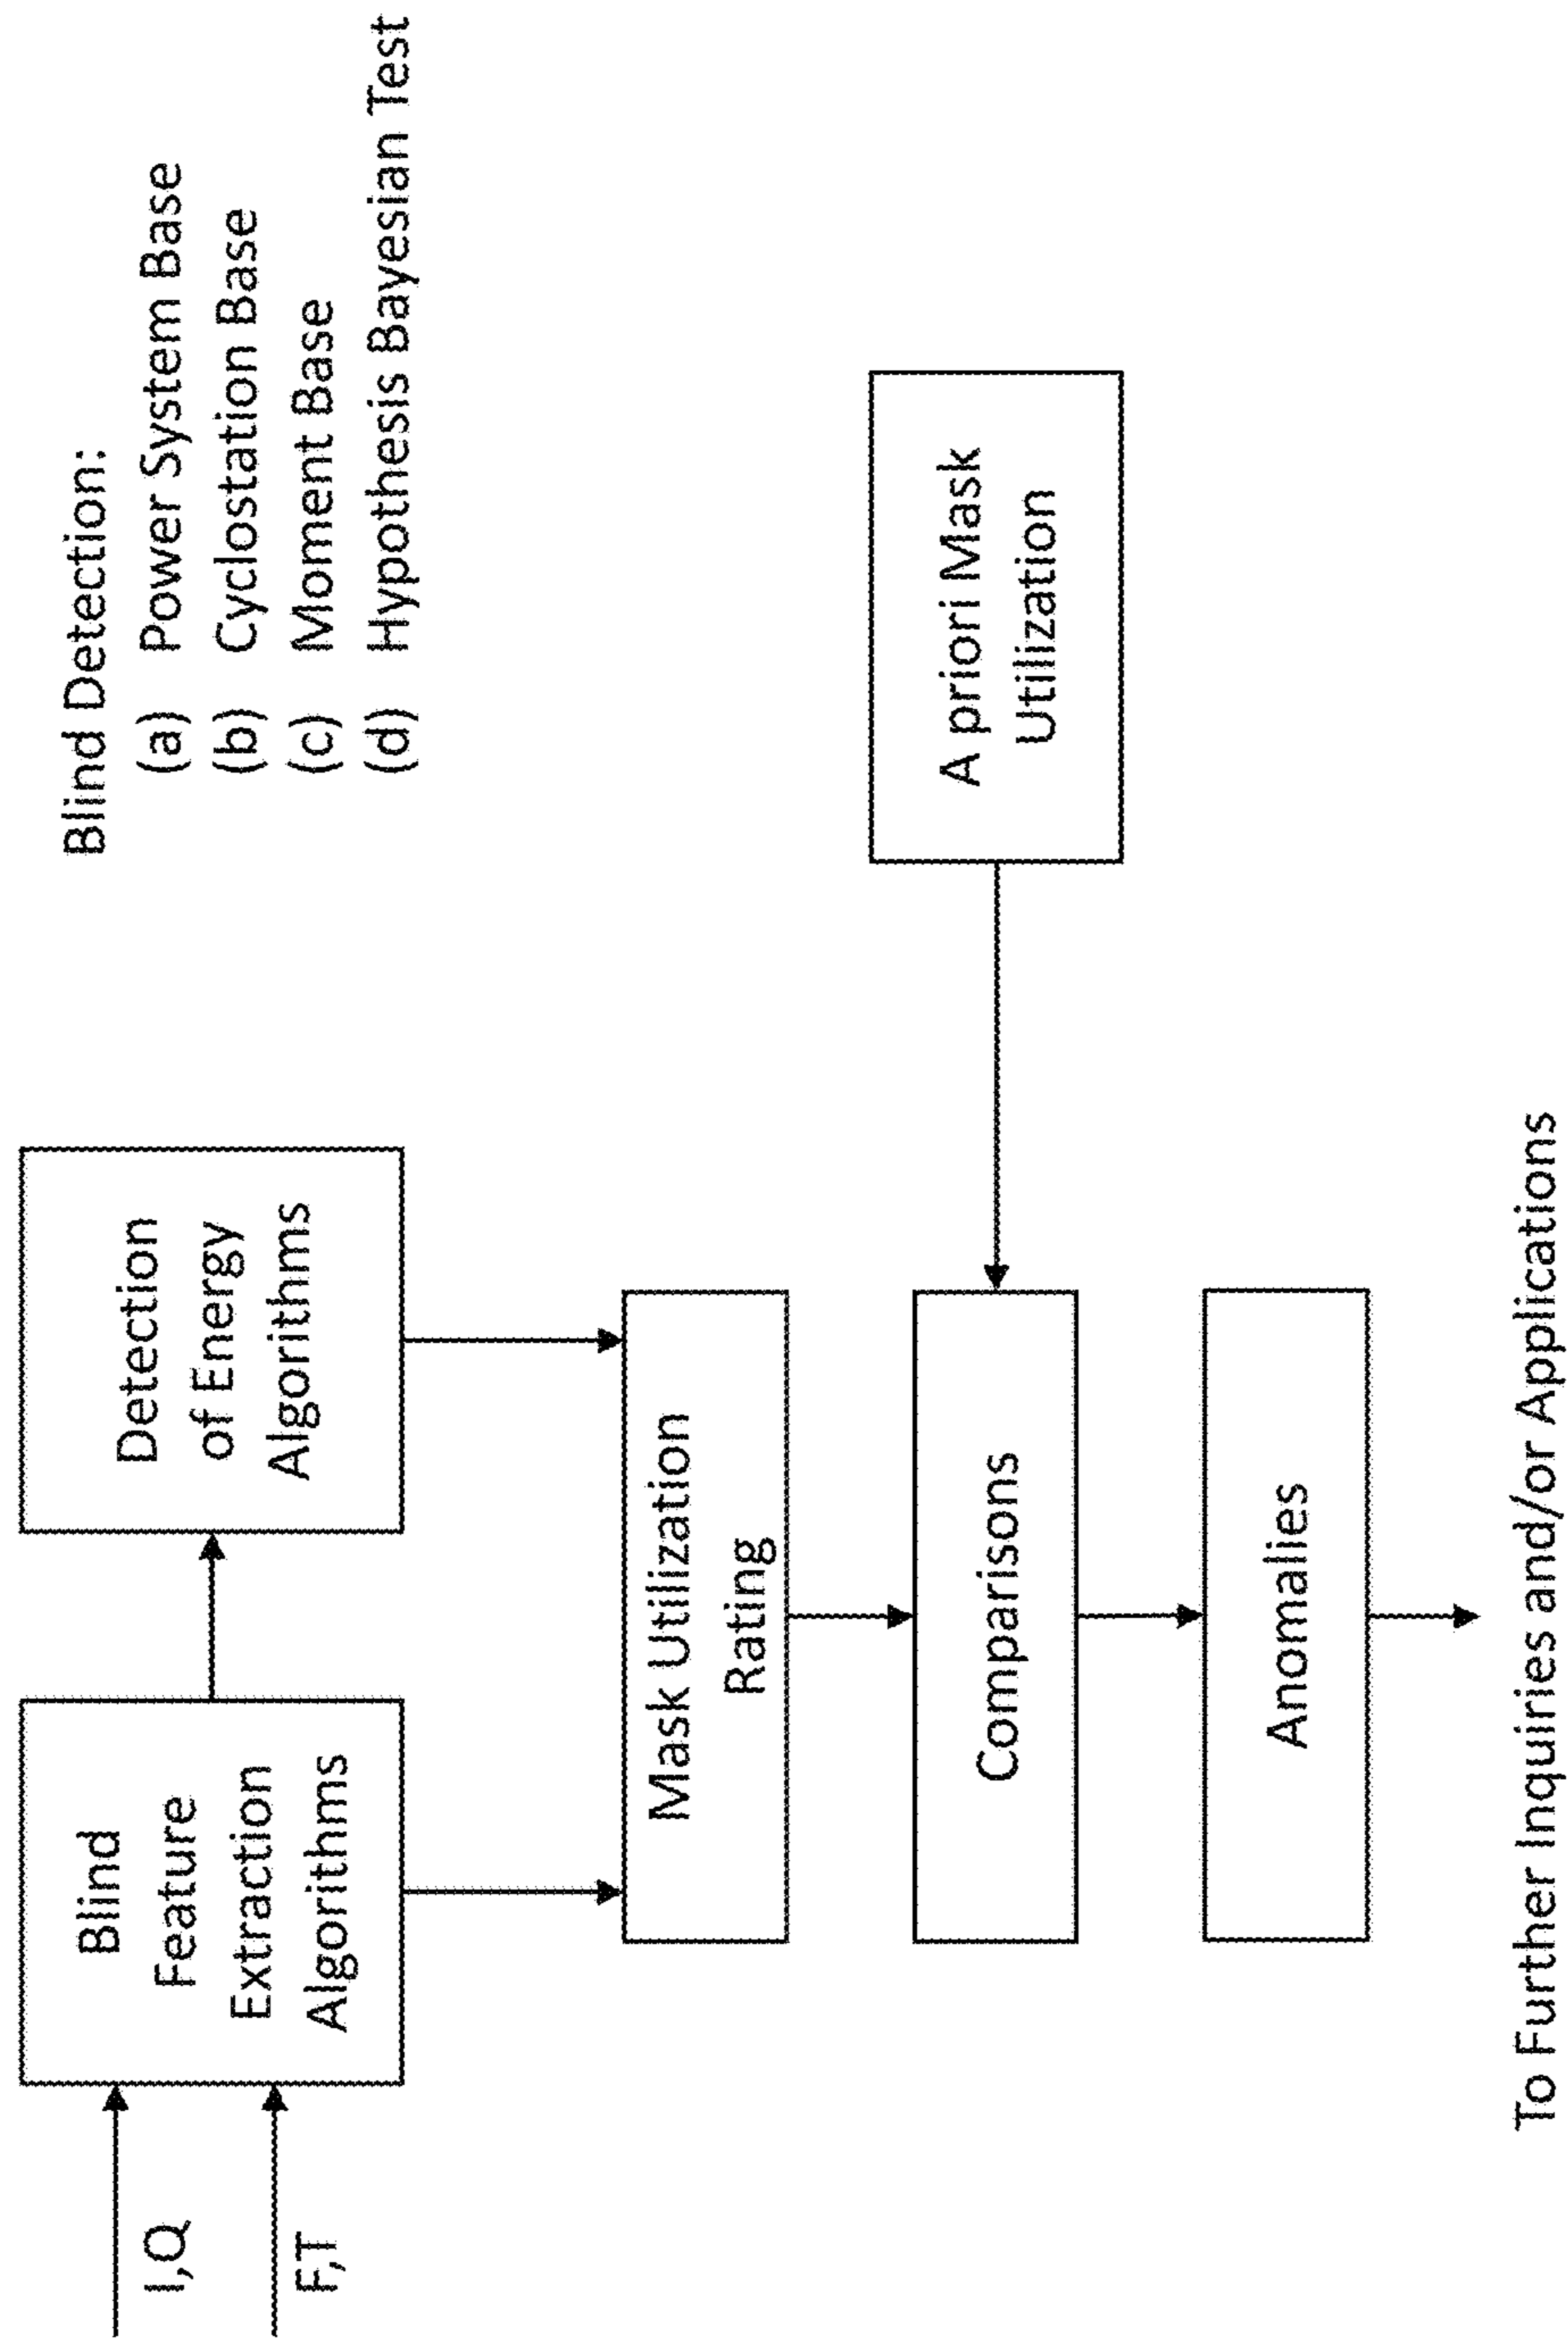 I,Q
F,T
Blind
Feature
Extraction
Algorithms
Detection
of Energy
Algorithms
Blind Detection:
(a) Power System Base
(b) Cyclostation Base
(c) Moment Base
(d) Hypothesis Bayesian Test
Mask Utilization
Rating
Comparisons
A priori Mask
Utilization
Anomalies
To Further Inquiries and/or Applications